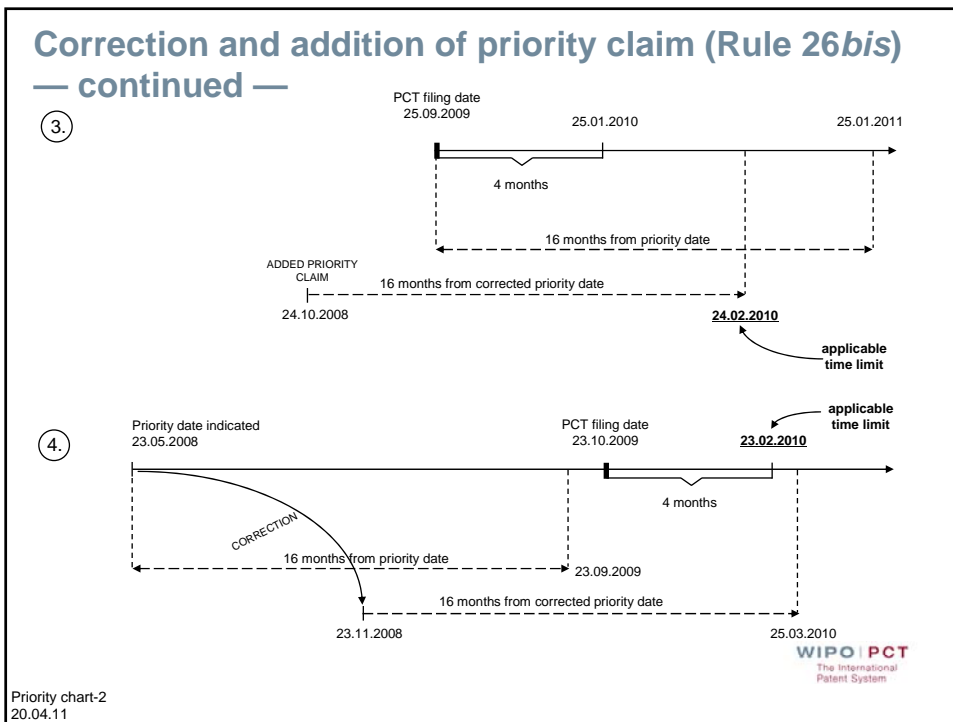 Correction and addition of priority claim (Rule 26bis)
— continued —
3.
PCT filing date
25.09.2009
25.01.2010
25.01.2011
4 months
16 months from priority date
ADDED PRIORITY
CLAIM
16 months from corrected priority date
24.10.2008
24.02.2010
applicable
time limit
4.
Priority date indicated
23.05.2008
PCT filing date
23.10.2009
applicable
time limit
23.02.2010
4 months
CORRECTION
16 months from priority date
23.09.2009
16 months from corrected priority date
23.11.2008
25.03.2010
WIPO|PCT
The International
Patent System
Priority chart-2
20.04.11